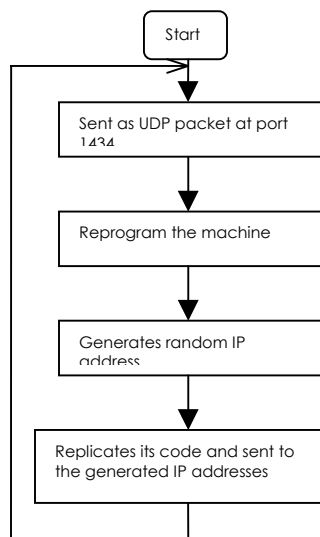 Start
Sent as UDP packet at port
1434
Reprogram the machine
Generates random IP
address
Replicates its code and sent to
the generated IP addresses